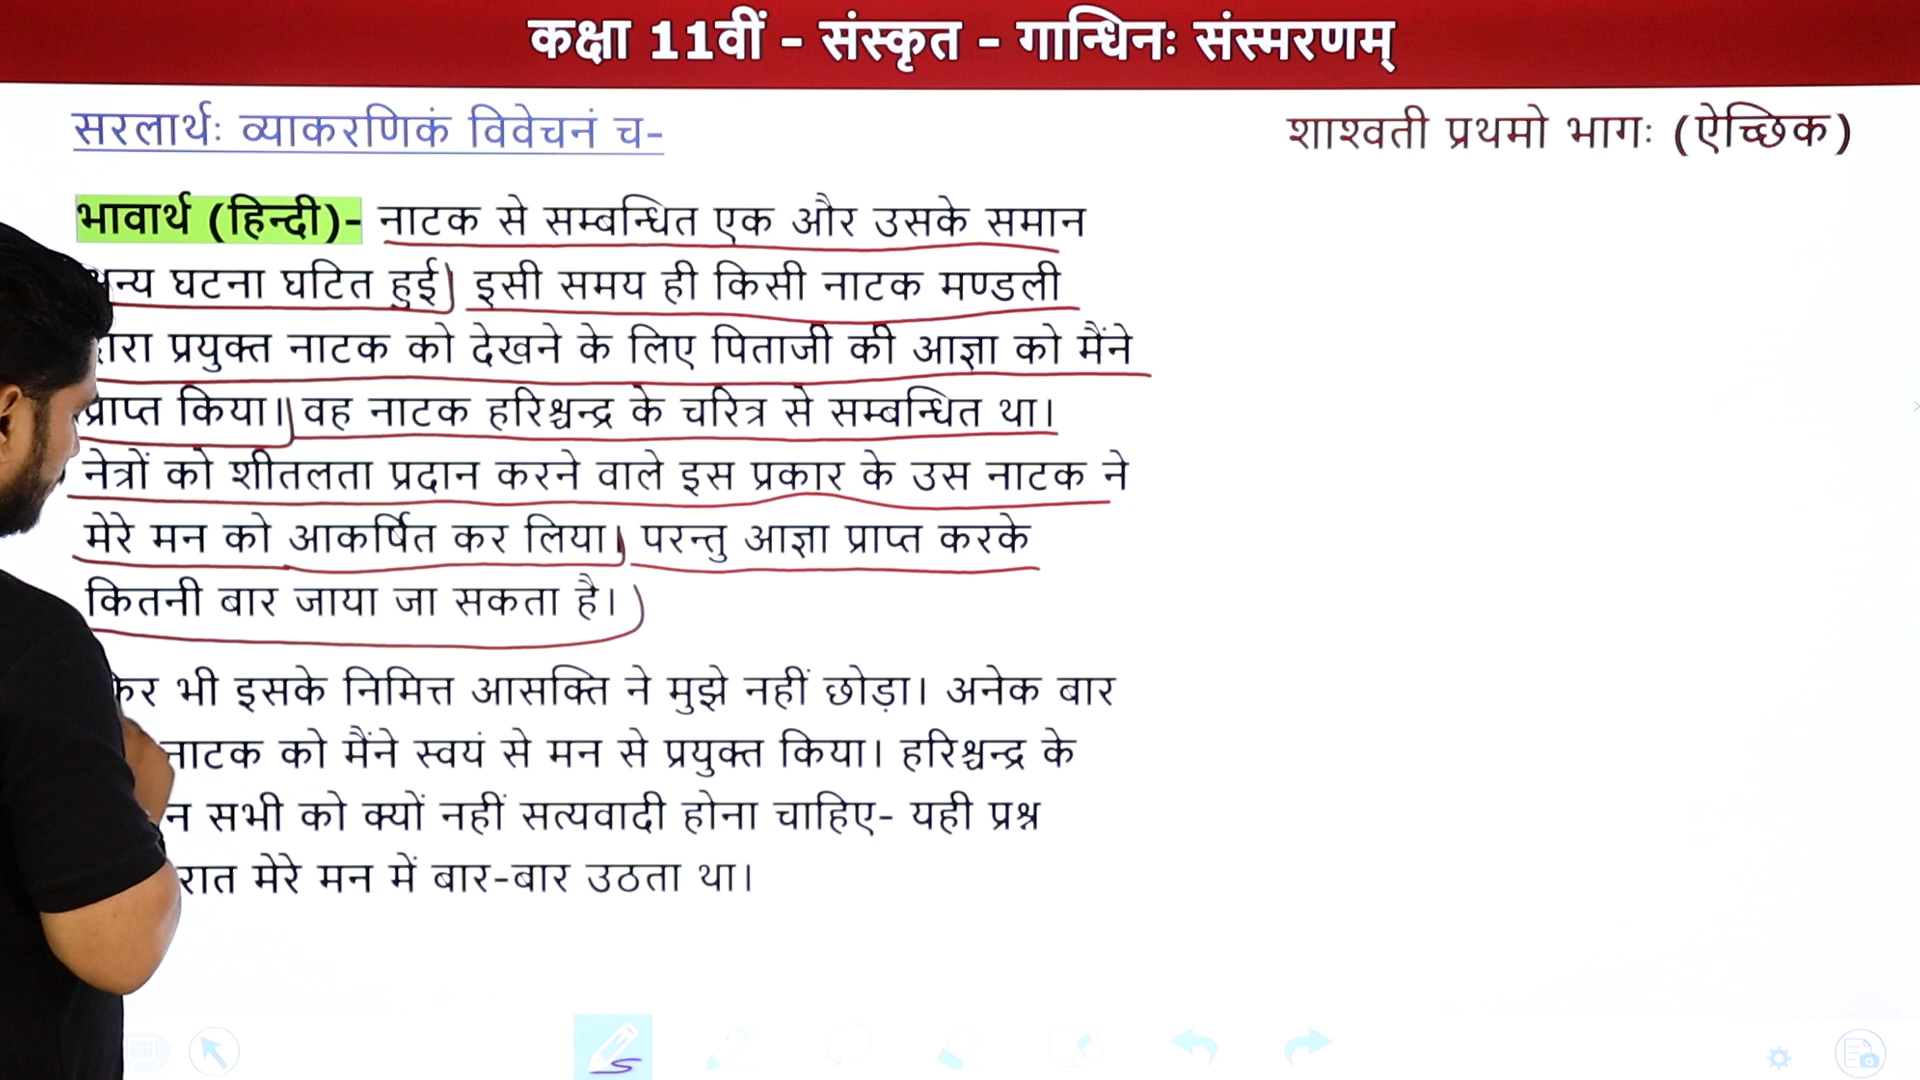 कक्षा 11वीं - संस्कृत - गान्धिनः संस्मरणम्
सरलार्थः व्याकरणिकं विवेचनं च-
शाश्वती प्रथमो भागः (ऐच्छिक)
भावार्थ (हिन्दी)- नाटक से सम्बन्धित एक और उसके समान
घटना घटित हुई। इसी समय ही किसी नाटक मण्डली
प्रयुक्त नाटक को देखने के लिए पिताजी की आज्ञा को मैंने
प्राप्त किया।। वह नाटक हरिश्चन्द्र के चरित्र से सम्बन्धित था।
नेत्रों को शीतलता प्रदान करने वाले इस प्रकार के उस नाटक ने
मेरे मन को आकर्षित कर लिया। परन्तु आज्ञा प्राप्त करके
कितनी बार जाया जा सकता है।
भी इसके निमित्त आसक्ति ने मुझे नहीं छोड़ा। अनेक बार
नाटक को मैंने स्वयं से मन से प्रयुक्त किया। हरिश्चन्द्र के
सभी को क्यों नहीं सत्यवादी होना चाहिए- यही प्रश्न
रात मेरे मन में बार-बार उठता था।